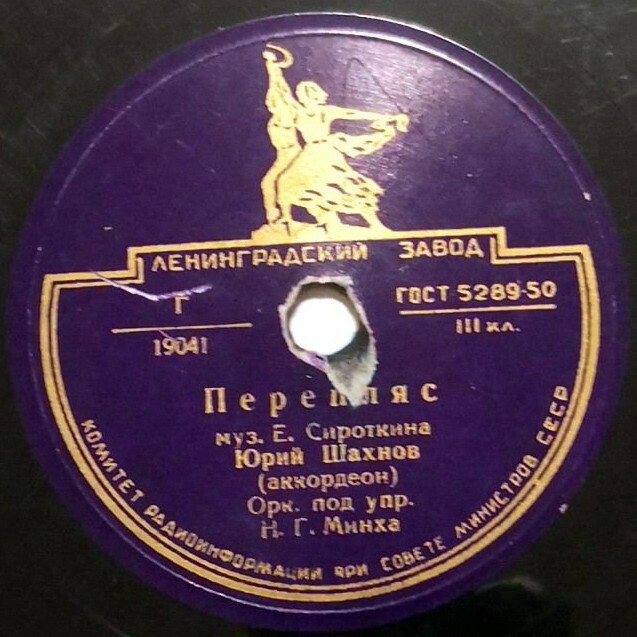 ЛЕНИНГРАДСКИЙ ЗАВОД
Г
19041
ГОСТ 5289-50
III кл.
Перепляс
муз. Е. Сироткина
Юрий Шахнов
(аккордеон)
Орк. под упр.
Н. Г. Минха
КОМИТЕТ РАДИОИНФОРМАЦИИ ПРИ СОВЕТЕ МИНИСТРОВ СССР